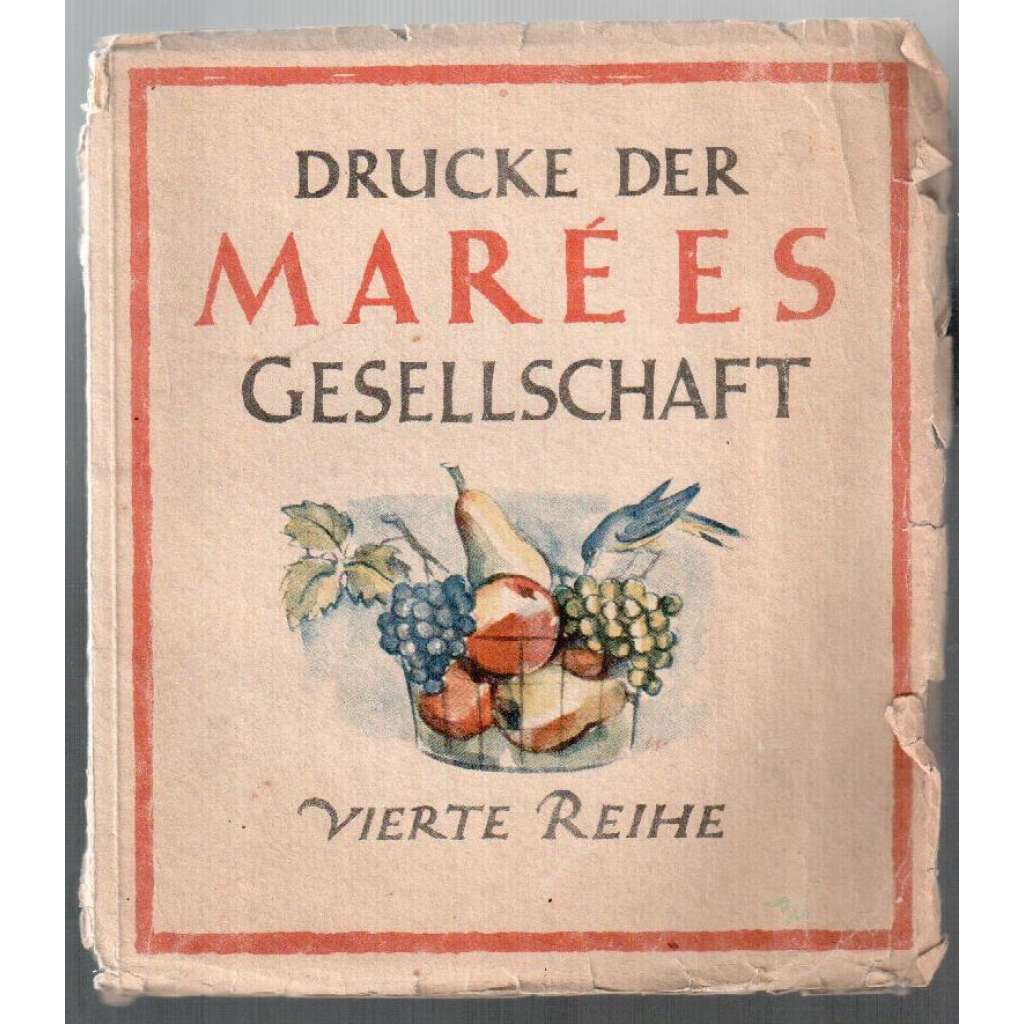 DRUCKE DER
MARÉES
GESELLSCHAFT
VIERTE REIHE